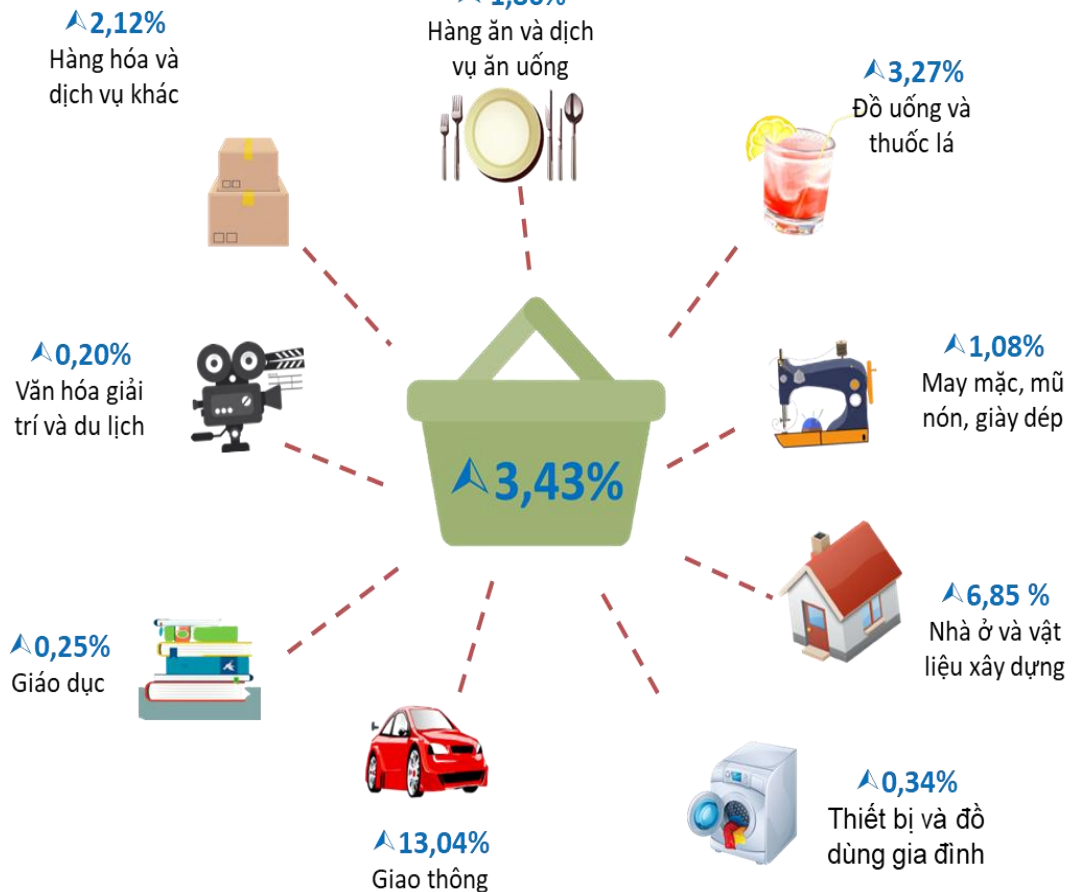 2,12%
Hàng hóa và
dịch vụ khác
Hàng ăn và dịch
vụ ăn uống
3,27%
Đồ uống và
thuốc lá
0,20%
Văn hóa giải
trí và du lịch
1,08%
May mặc, mũ
nón, giày dép
3,43%
6,85 %
Nhà ở và vật
liệu xây dựng
0,25%
Giáo dục
0,34%
Thiết bị và đồ
dùng gia đình
13,04%
Giao thông